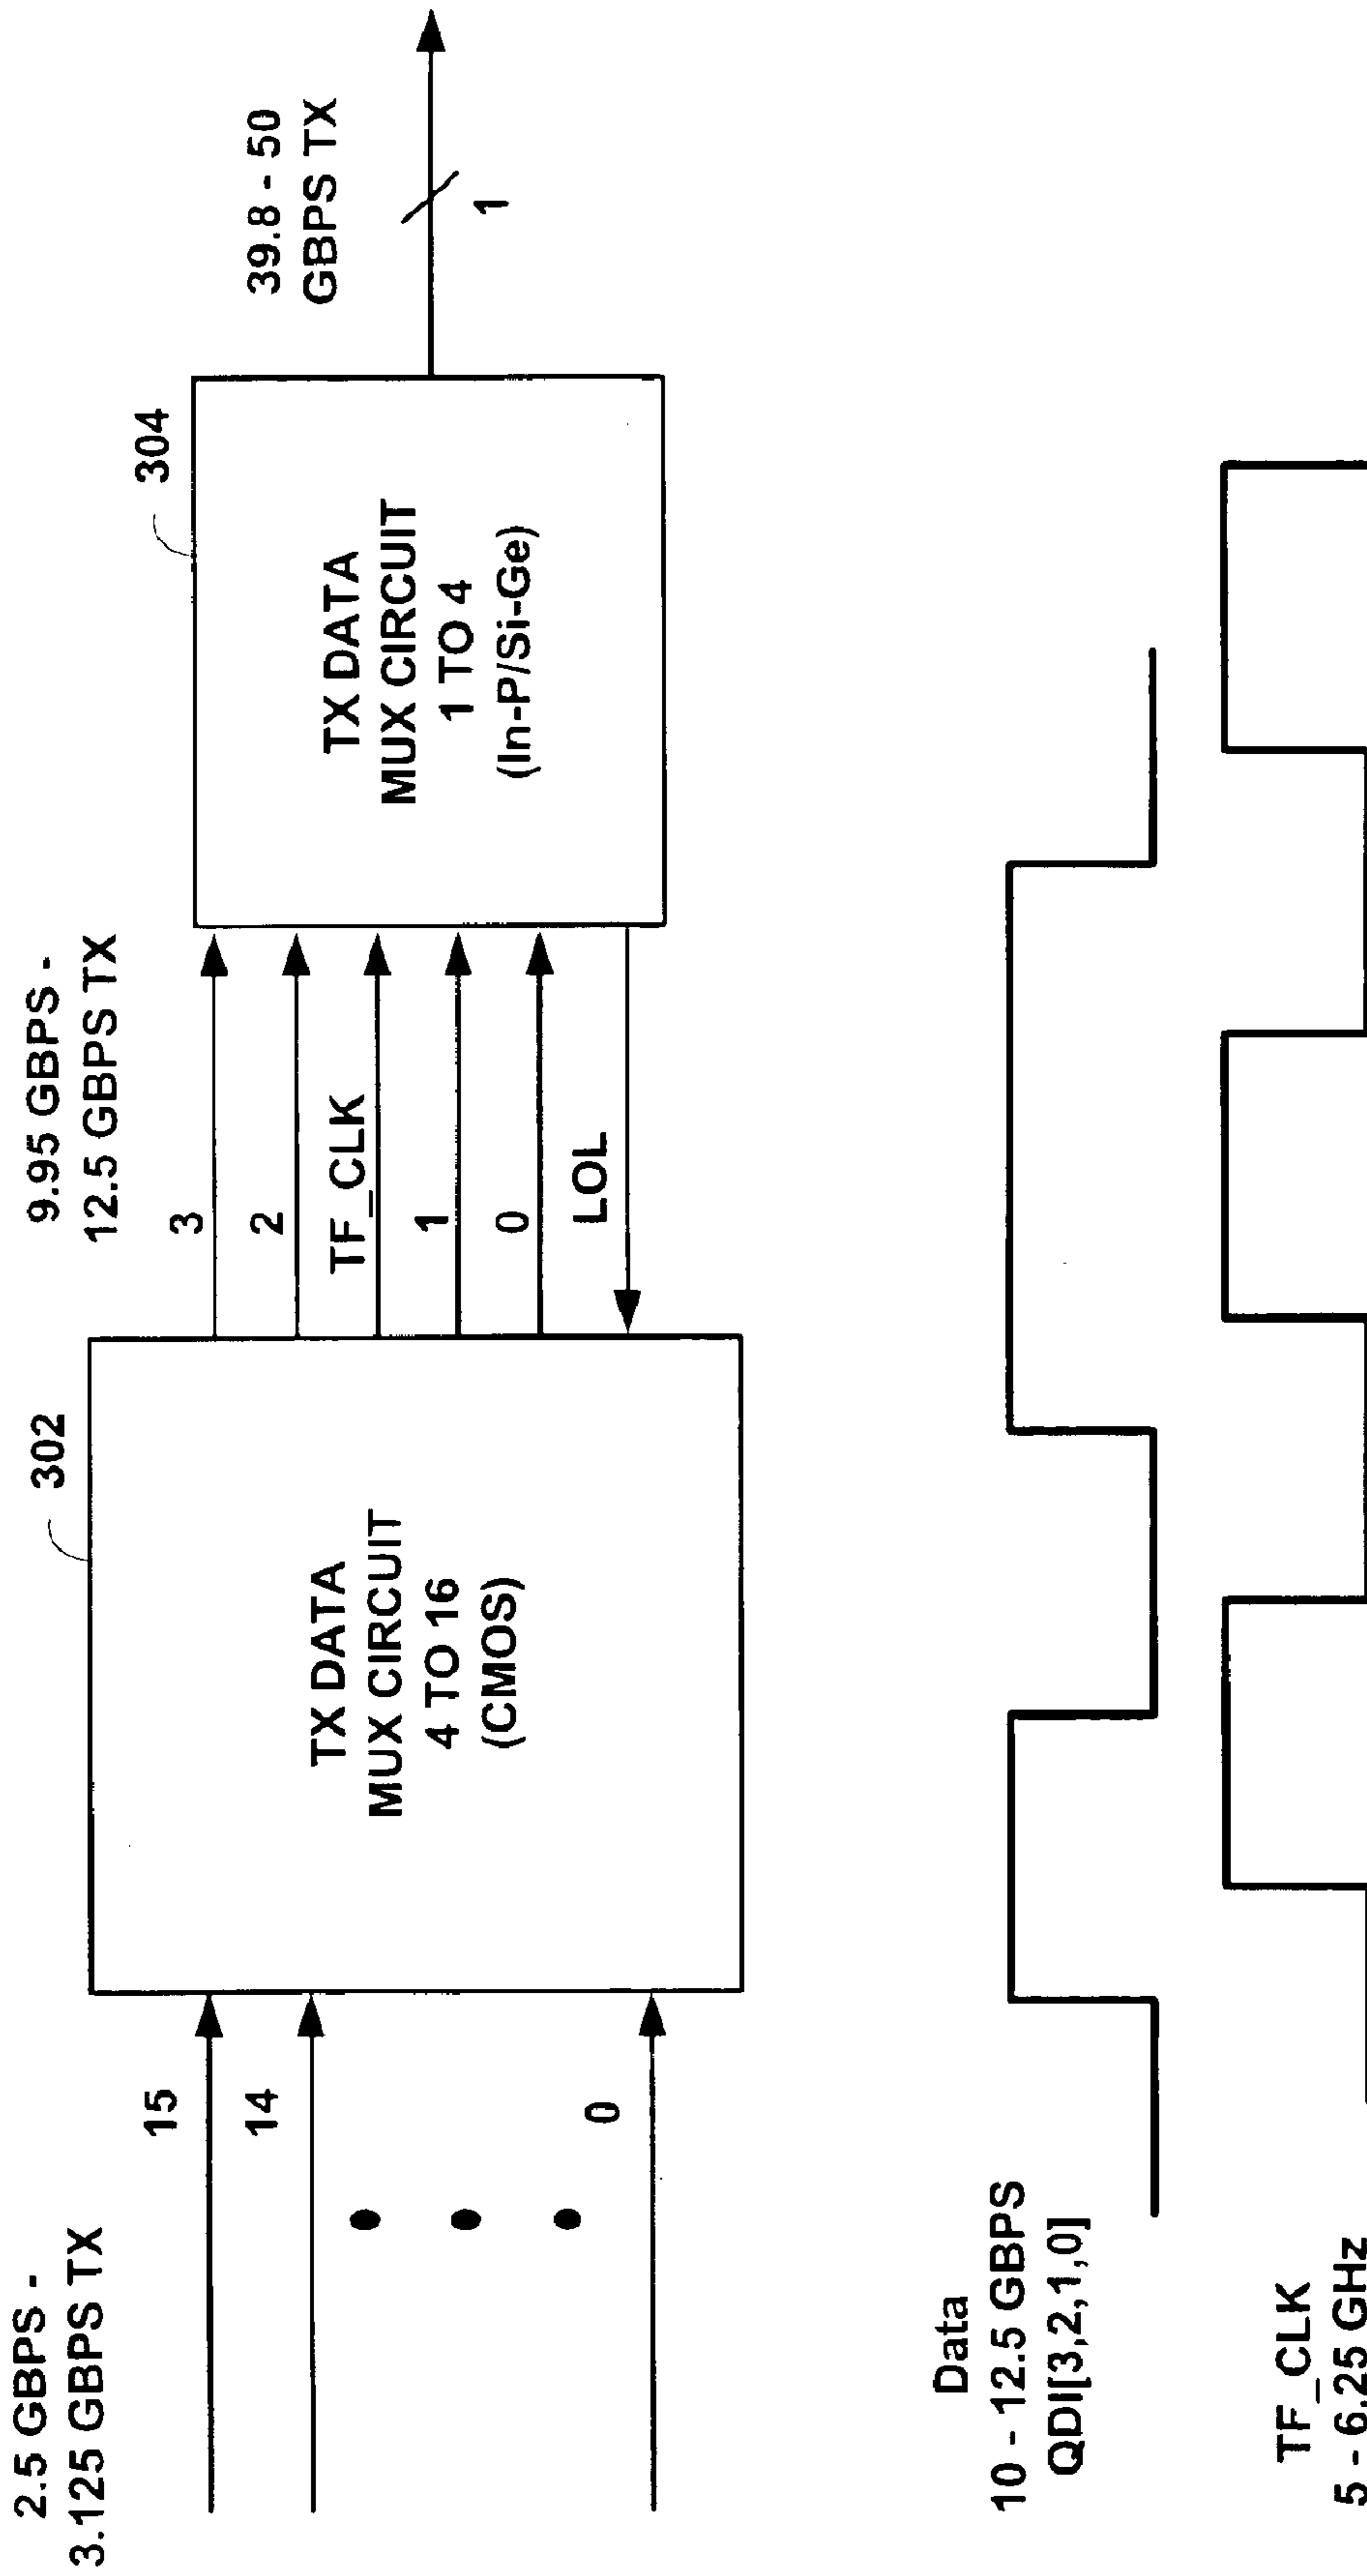 2.5 GBPS -
3.125 GBPS TX
15
14
0
302
TX DATA
MUX CIRCUIT
4 TO 16
(CMOS)
9.95 GBPS -
12.5 GBPS TX
3
2
TF_CLK
1
0
LOL
304
TX DATA
MUX CIRCUIT
1 TO 4
(In-P/Si-Ge)
39.8 - 50
GBPS TX
1
Data
10 - 12.5 GBPS
QDI[3,2,1,0]
TF_CLK
5 - 6.25 GHz